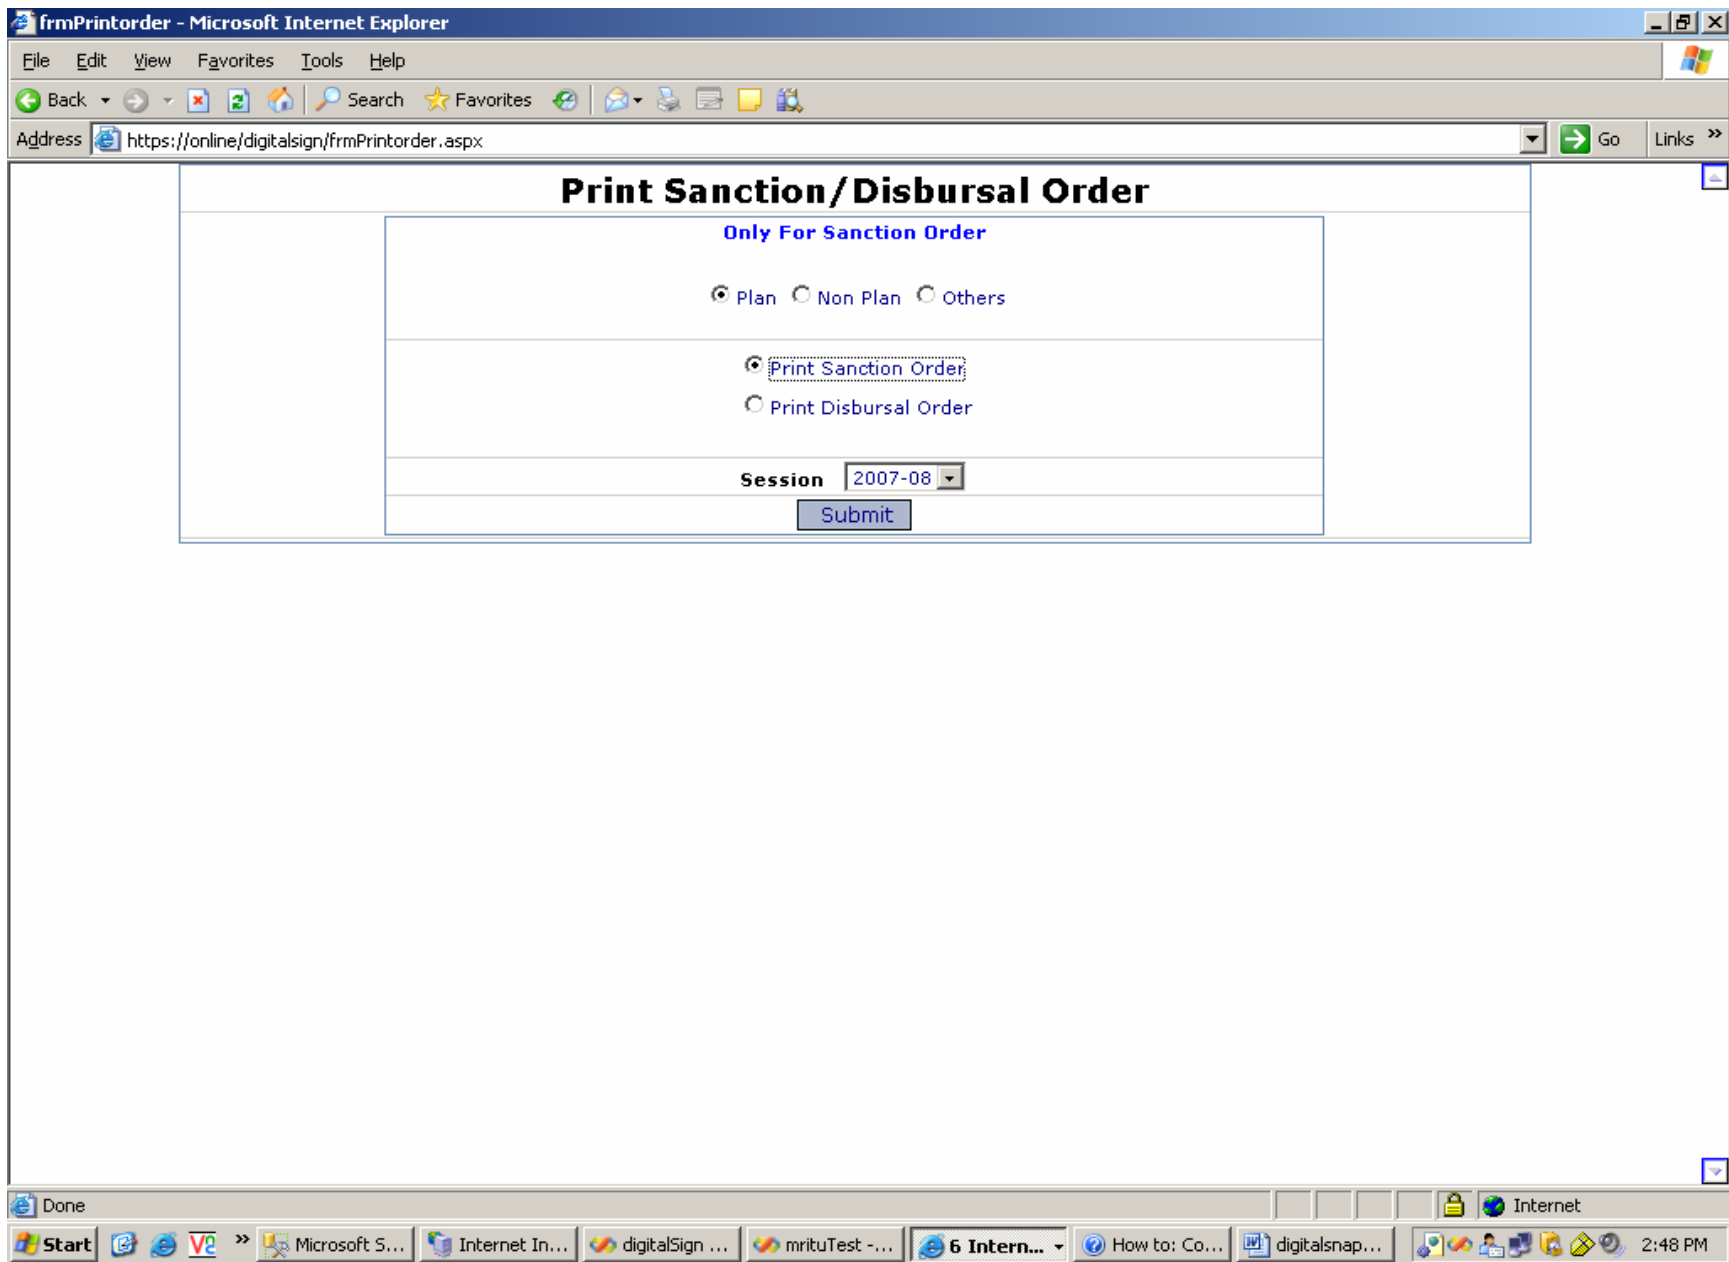 frmPrintorder - Microsoft Internet Explorer
File Edit View Favorites Tools Help
Back Search Favorites
Address https://online/digitalsign/frmPrintorder.aspx Go Links »
Print Sanction/Disbursal Order
Only For Sanction Order
Plan Non Plan Others
Print Sanction Order
Print Disbursal Order
Session 2007-08
Submit
Done Internet
Start » Microsoft S... Internet In... digitalSign ... mrituTest -... 6 Intern... How to: Co... digitalsnap... 2:48 PM